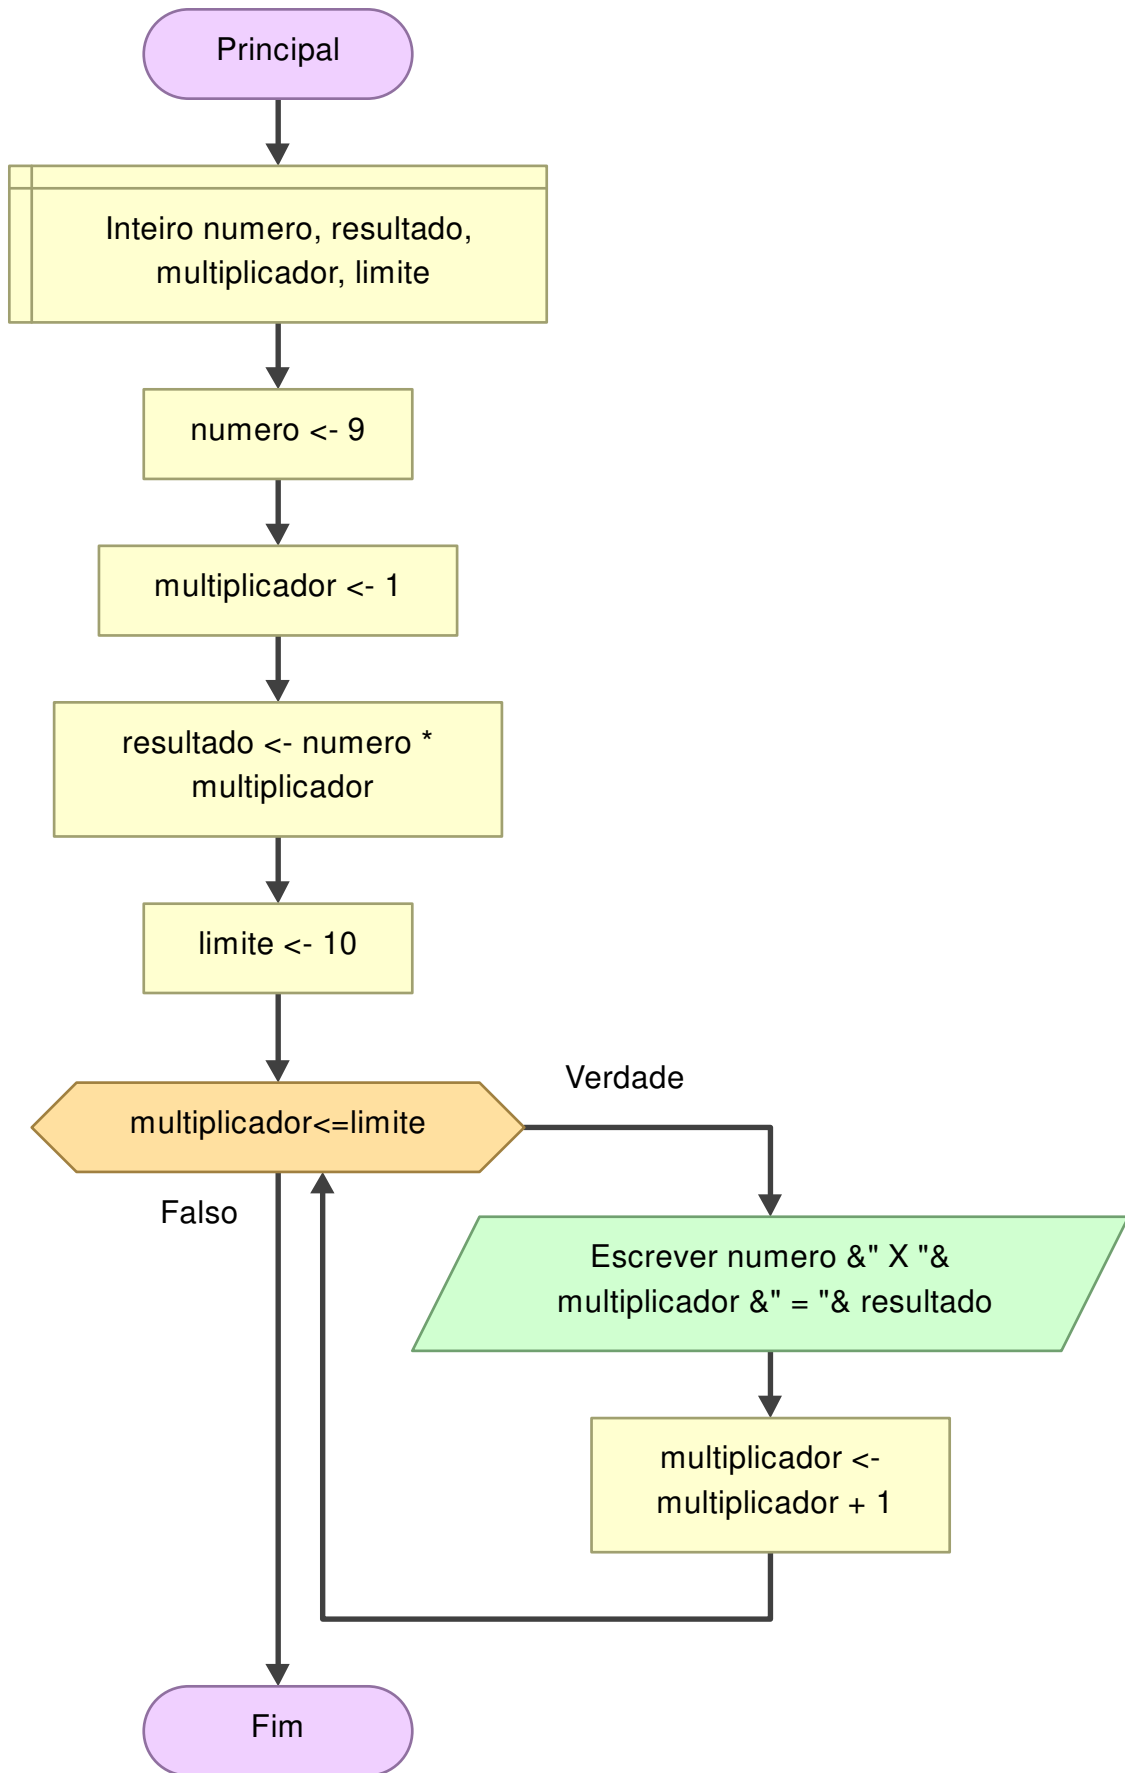 Principal
Inteiro numero, resultado,
multiplicador, limite
numero <- 9
multiplicador <- 1
resultado <- numero *
multiplicador
limite <- 10
multiplicador<=limite
Verdade
Falso
Escrever numero &" X "&
multiplicador &" = "& resultado
multiplicador <-
multiplicador + 1
Fim